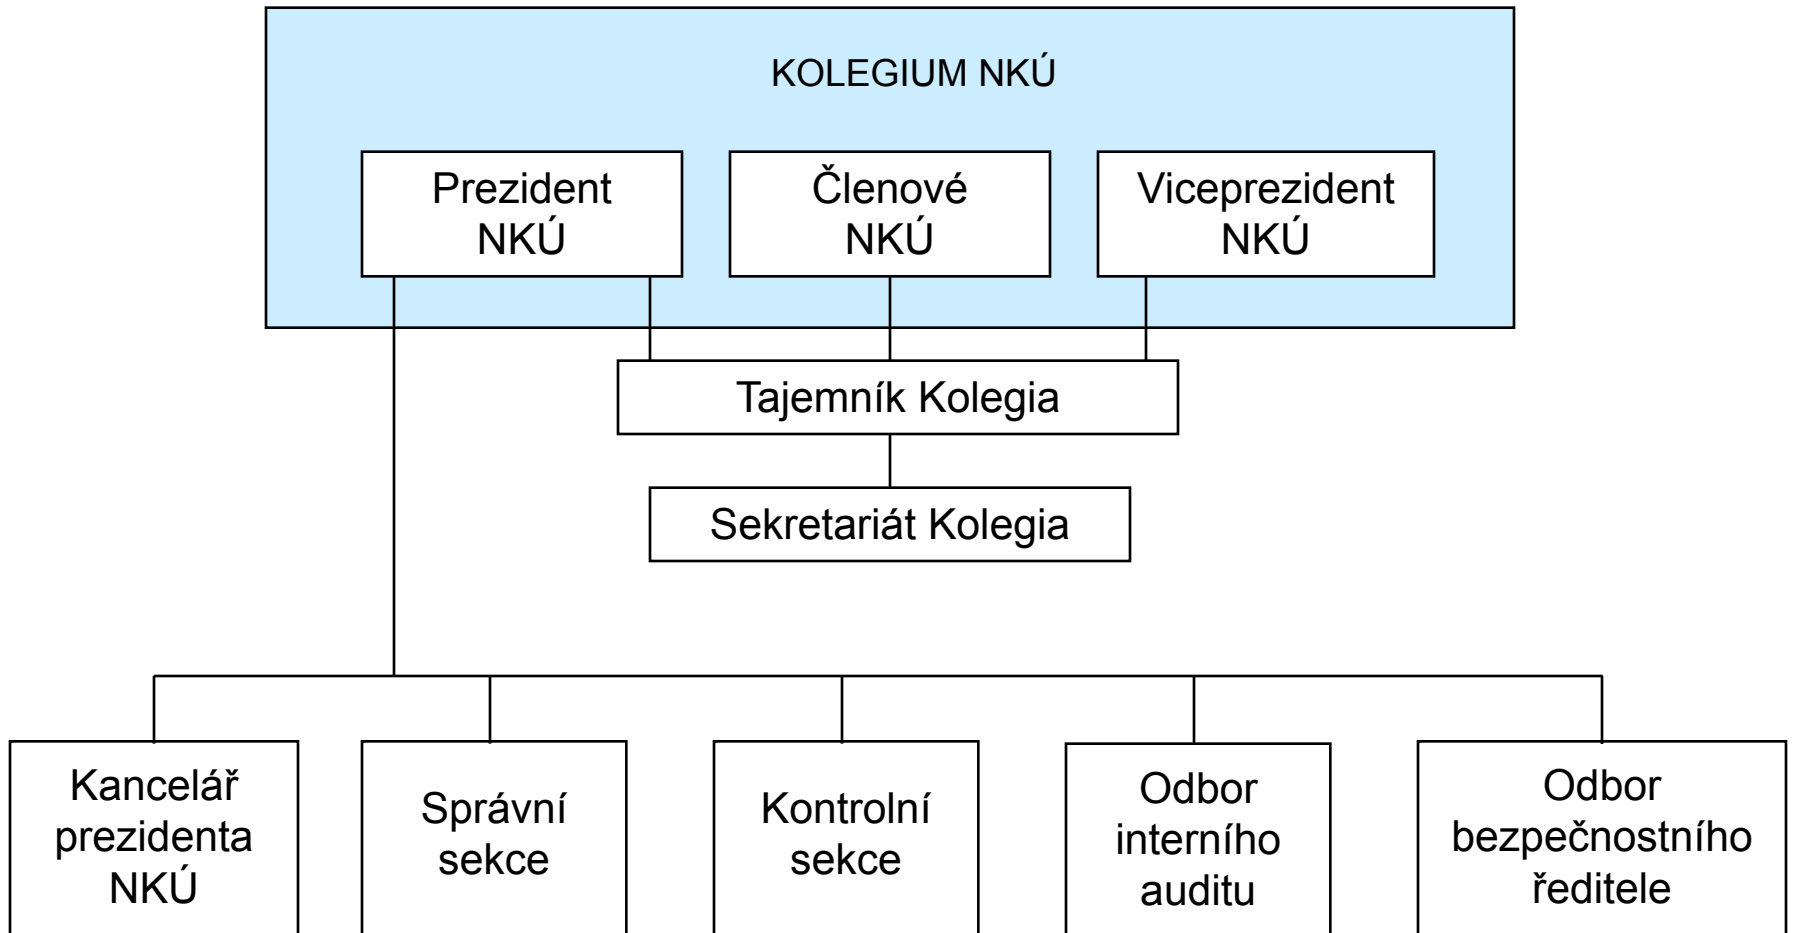 KOLEGIUM NKÚ
Prezident
NKÚ
Členové
NKÚ
Viceprezident
NKÚ
Tajemník Kolegia
Sekretariát Kolegia
Kancelář
prezidenta
NKÚ
Správní
sekce
Kontrolní
sekce
Odbor
interního
auditu
Odbor
bezpečnostního
ředitele